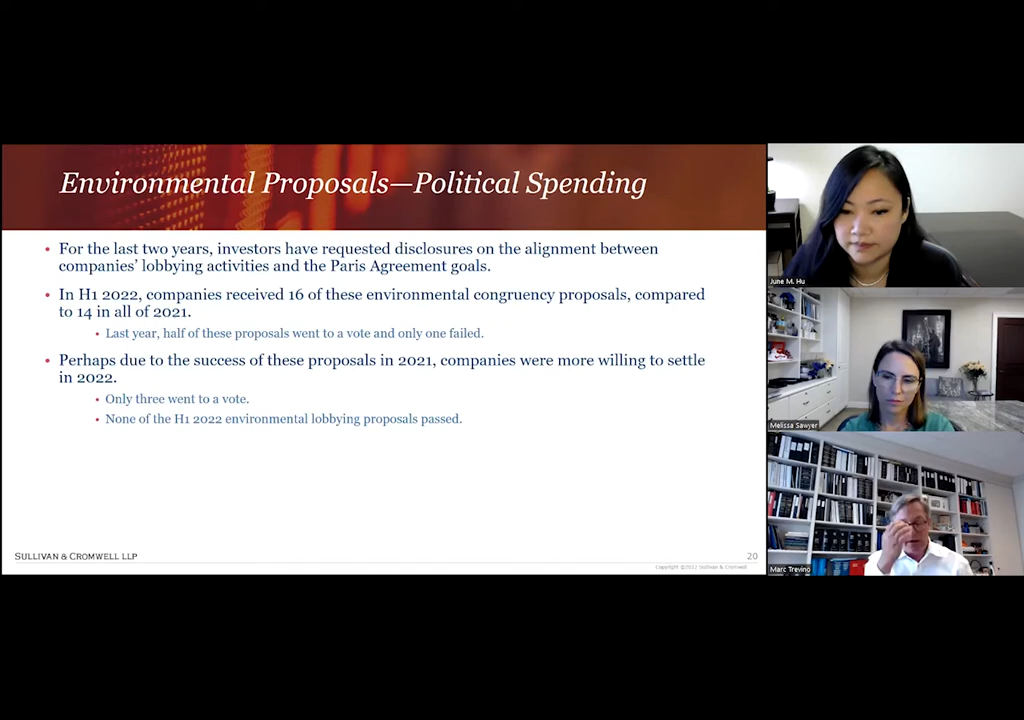 Environmental Proposals—Political Spending
• For the last two years, investors have requested disclosures on the alignment between
companies’ lobbying activities and the Paris Agreement goals.
• In H1 2022, companies received 16 of these environmental congruency proposals, compared
to 14 in all of 2021.
• Last year, half of these proposals went to a vote and only one failed.
• Perhaps due to the success of these proposals in 2021, companies were more willing to settle
in 2022.
• Only three went to a vote.
• None of the H1 2022 environmental lobbying proposals passed.
SULLIVAN & CROMWELL LLP
20
Copyright ©2022 Sullivan & Cromwell
June M. Hu
Melissa Sawyer
Marc Trevino